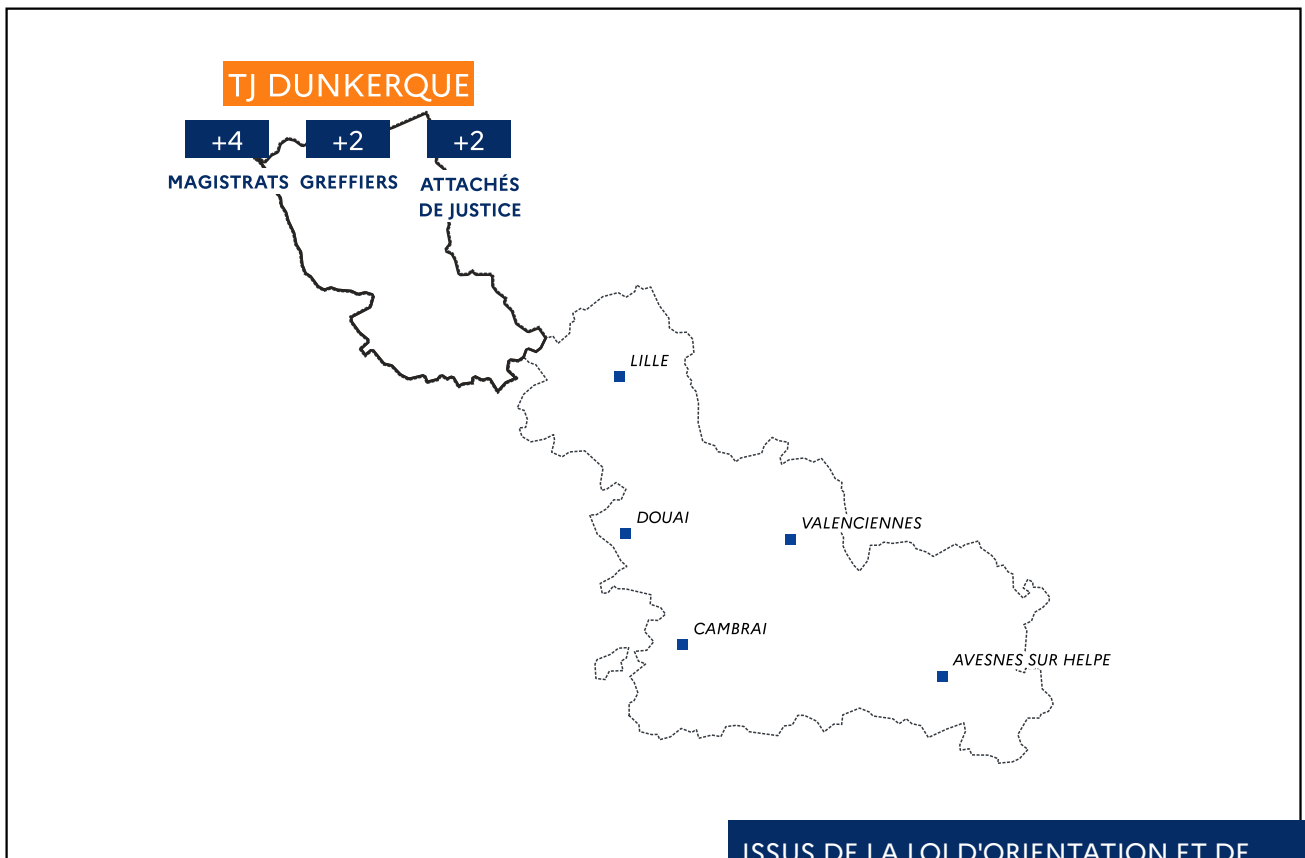 TJ DUNKERQUE
+4 +2 +2
MAGISTRATS GREFFIERS ATTACHÉS
DE JUSTICE
LILLE
DOUAI
VALENCIENNES
CAMBRAI
AVESNES SUR HELPE
ISSUS DE LA LOI D'ORIENTATION ET DE